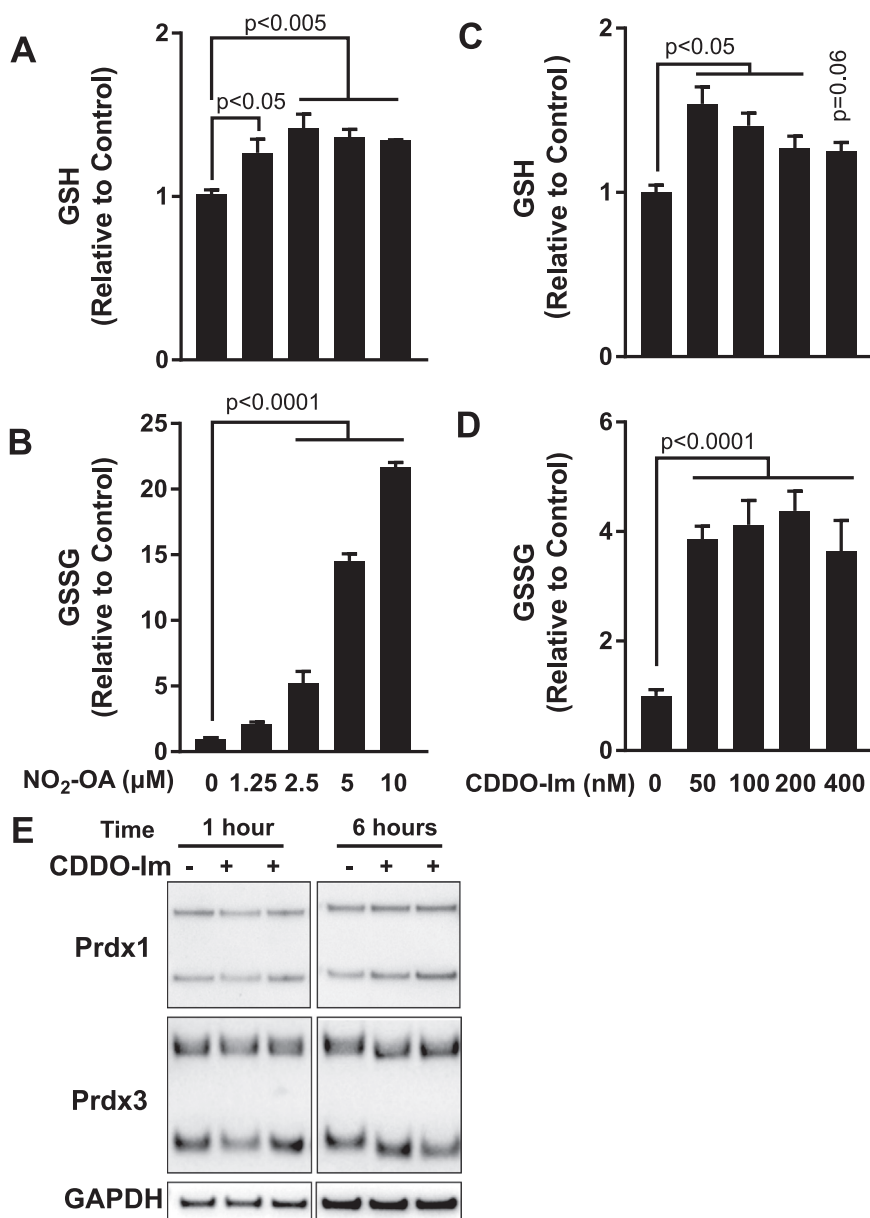 A
GSH
(Relative to Control)
2
1
0
p<0.005
p<0.05
C
GSH
(Relative to Control)
2
1
0
p<0.05
p=0.06
B
GSSG
(Relative to Control)
25
20
15
10
5
0
p<0.0001
NO₂-OA (µM) 0 1.25 2.5 5 10
D
GSSG
(Relative to Control)
6
4
2
0
p<0.0001
CDDO-Im (nM) 0 50 100 200 400
E
Time 1 hour 6 hours
CDDO-Im - + + - + +
Prdx1
Prdx3
GAPDH